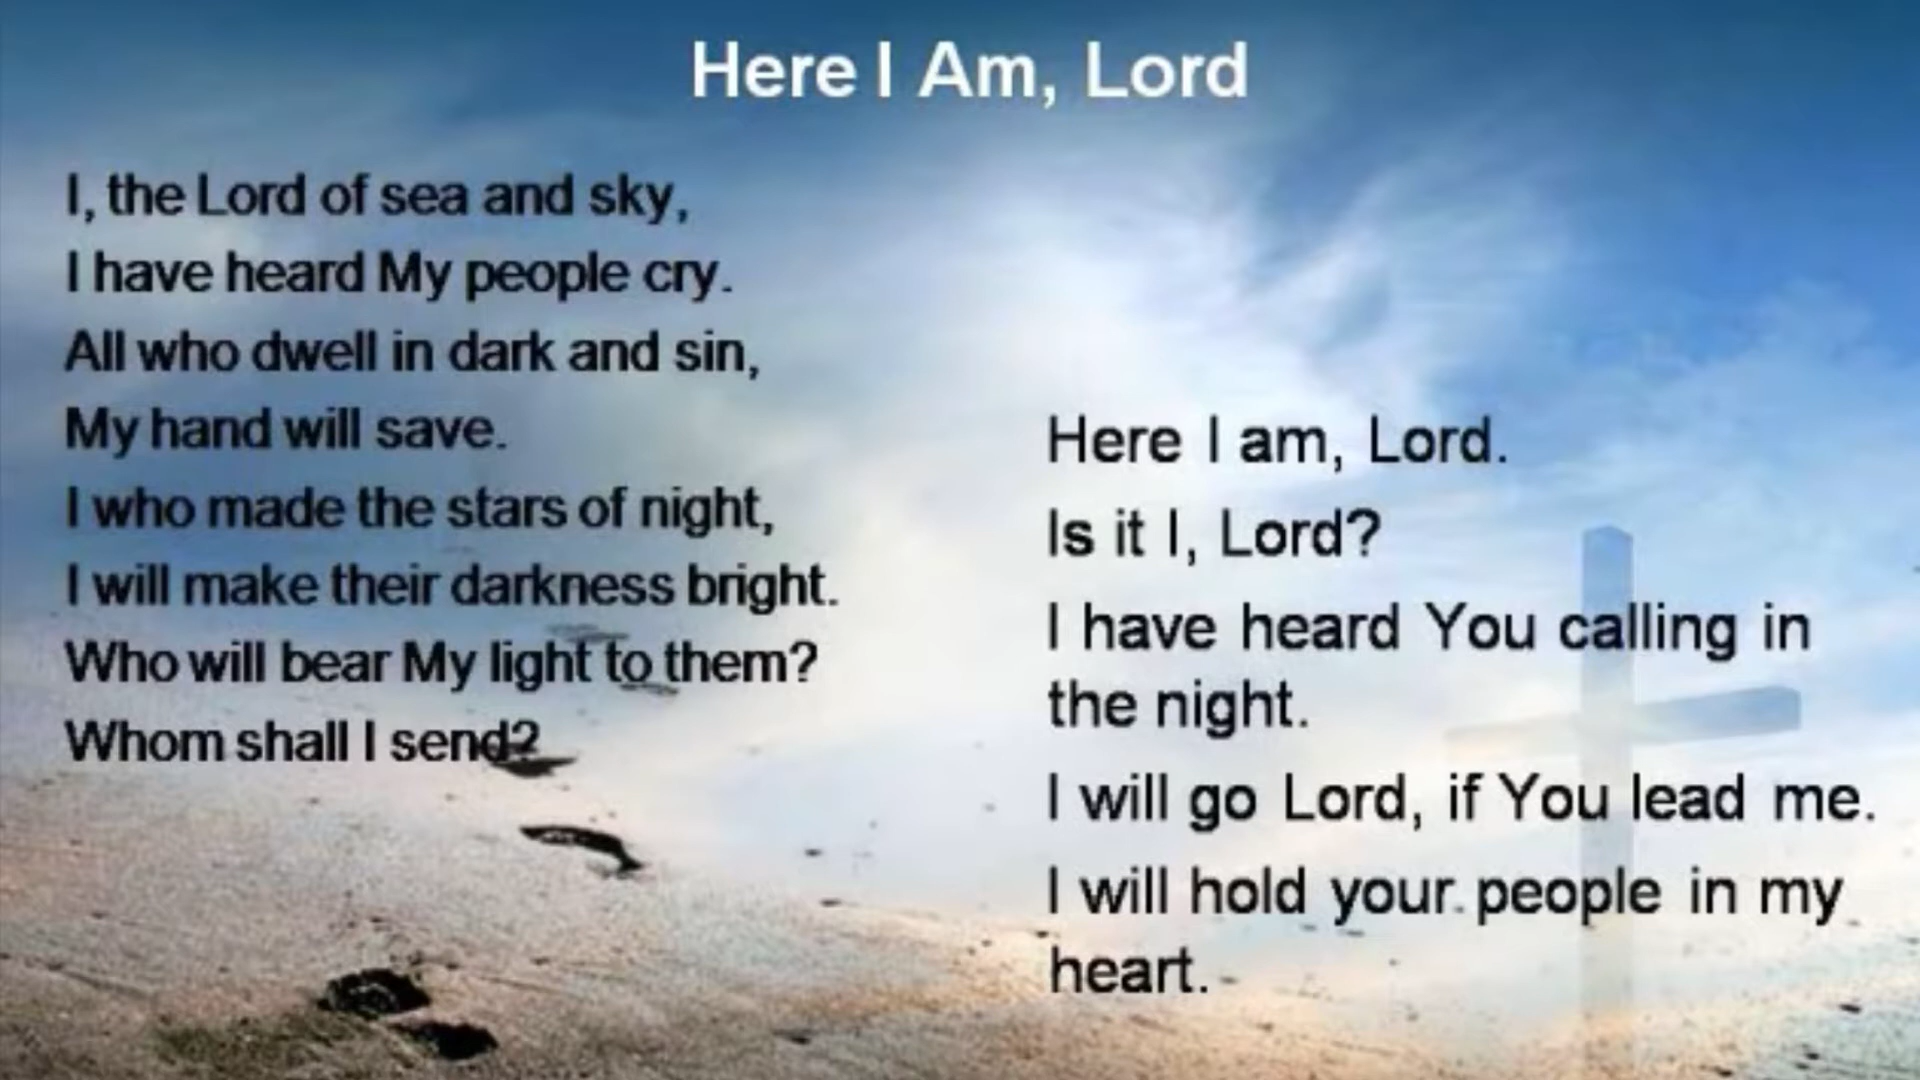 Here I Am, Lord
I, the Lord of sea and sky,
I have heard My people cry.
All who dwell in dark and sin,
My hand will save.
I who made the stars of night,
I will make their darkness bright.
Who will bear My light to them?
Whom shall I send?
Here I am, Lord.
Is it I, Lord?
I have heard You calling in
the night.
I will go Lord, if You lead me.
I will hold your people in my
heart.